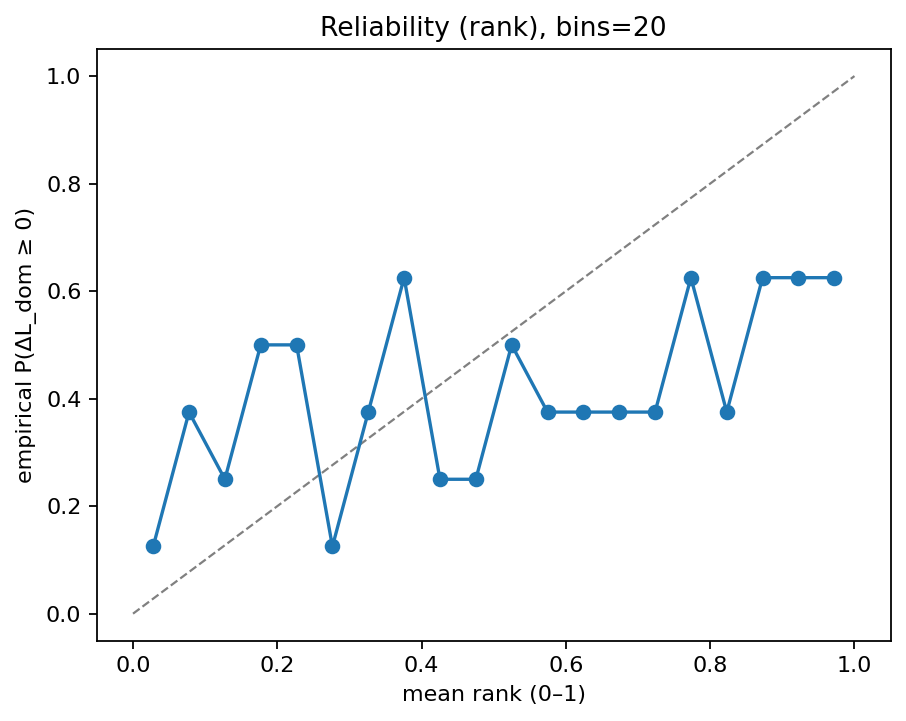 Reliability (rank), bins=20
empirical P(ΔL_dom ≥ 0)
1.0
0.8
0.6
0.4
0.2
0.0
0.0 0.2 0.4 0.6 0.8 1.0
mean rank (0–1)